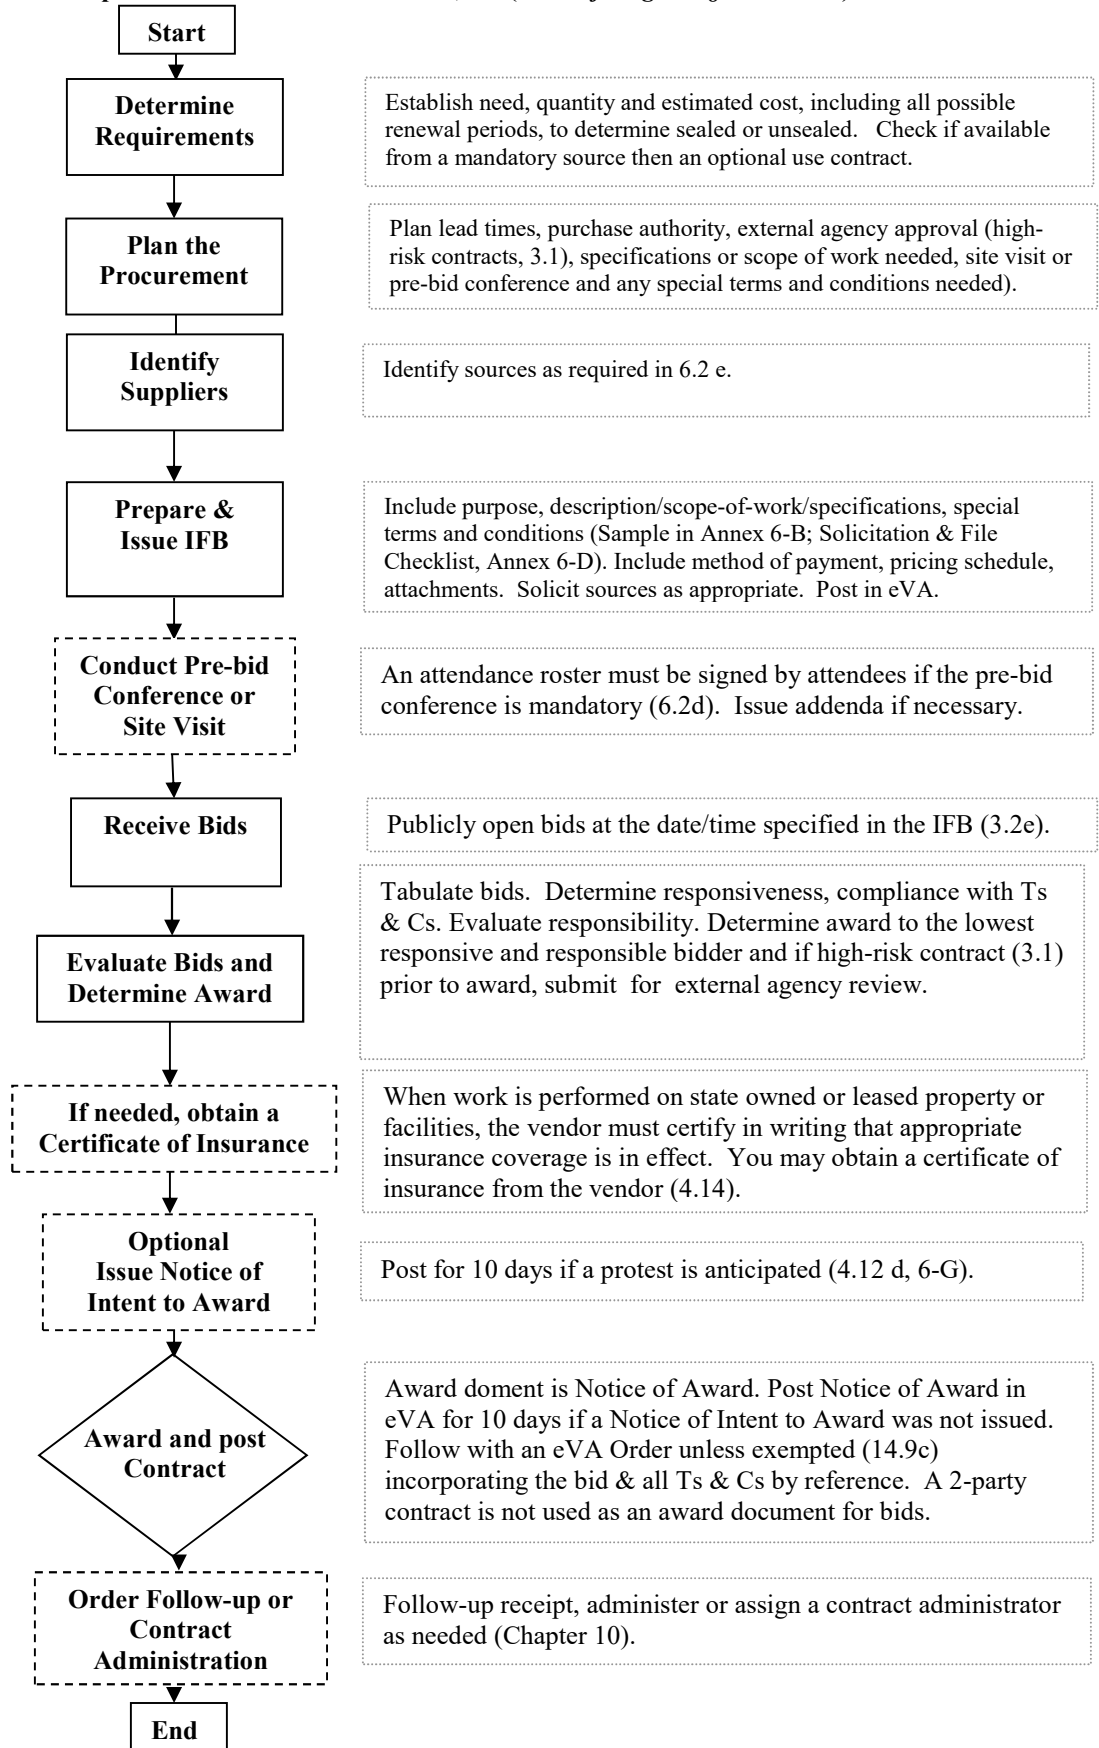 Start
Determine
Requirements
Establish need, quantity and estimated cost, including all possible
renewal periods, to determine sealed or unsealed. Check if available
from a mandatory source then an optional use contract.
Plan the
Procurement
Plan lead times, purchase authority, external agency approval (high-
risk contracts, 3.1), specifications or scope of work needed, site visit or
pre-bid conference and any special terms and conditions needed).
Identify
Suppliers
Identify sources as required in 6.2 e.
Prepare &
Issue IFB
Include purpose, description/scope-of-work/specifications, special
terms and conditions (Sample in Annex 6-B; Solicitation & File
Checklist, Annex 6-D). Include method of payment, pricing schedule,
attachments. Solicit sources as appropriate. Post in eVA.
Conduct Pre-bid
Conference or
Site Visit
An attendance roster must be signed by attendees if the pre-bid
conference is mandatory (6.2d). Issue addenda if necessary.
Receive Bids
Publicly open bids at the date/time specified in the IFB (3.2e).
Evaluate Bids and
Determine Award
Tabulate bids. Determine responsiveness, compliance with Ts
& Cs. Evaluate responsibility. Determine award to the lowest
responsive and responsible bidder and if high-risk contract (3.1)
prior to award, submit for external agency review.
If needed, obtain a
Certificate of Insurance
When work is performed on state owned or leased property or
facilities, the vendor must certify in writing that appropriate
insurance coverage is in effect. You may obtain a certificate of
insurance from the vendor (4.14).
Optional
Issue Notice of
Intent to Award
Post for 10 days if a protest is anticipated (4.12 d, 6-G).
Award and post
Contract
Award doment is Notice of Award. Post Notice of Award in
eVA for 10 days if a Notice of Intent to Award was not issued.
Follow with an eVA Order unless exempted (14.9c)
incorporating the bid & all Ts & Cs by reference. A 2-party
contract is not used as an award document for bids.
Order Follow-up or
Contract
Administration
Follow-up receipt, administer or assign a contract administrator
as needed (Chapter 10).
End